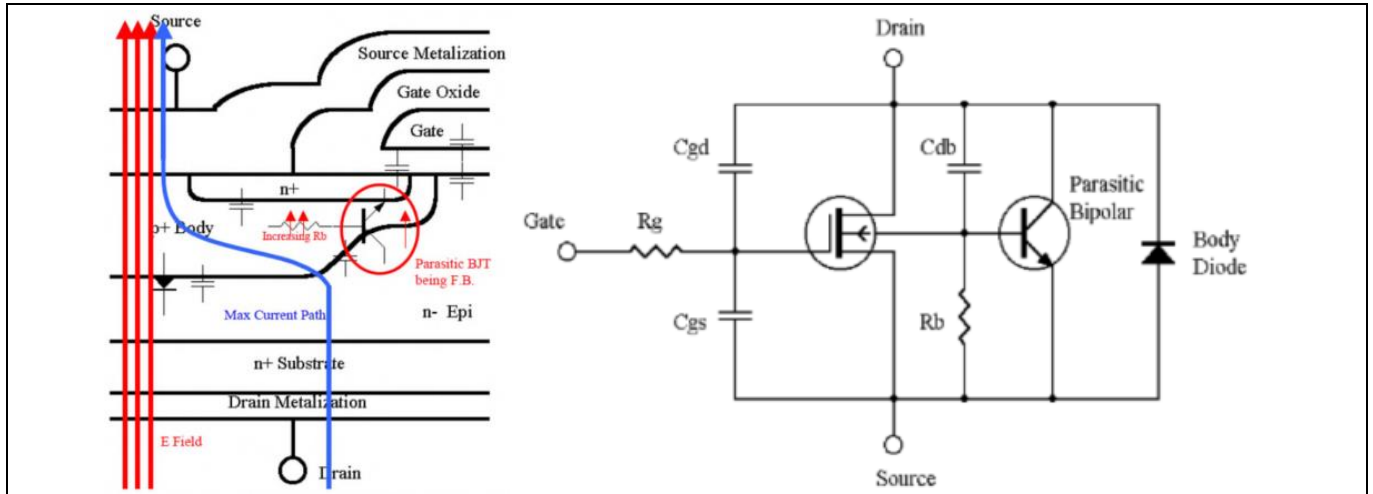 Source
Source Metalization
Gate Oxide
Gate
n+
p+ Body
Increasing Rb
Parasitic BJT
being F.B.
Max Current Path
n- Epi
n+ Substrate
Drain Metalization
E Field
Drain
Drain
Cgd
Cdb
Parasitic
Bipolar
Gate
Rg
Body
Diode
Cgs
Rb
Source